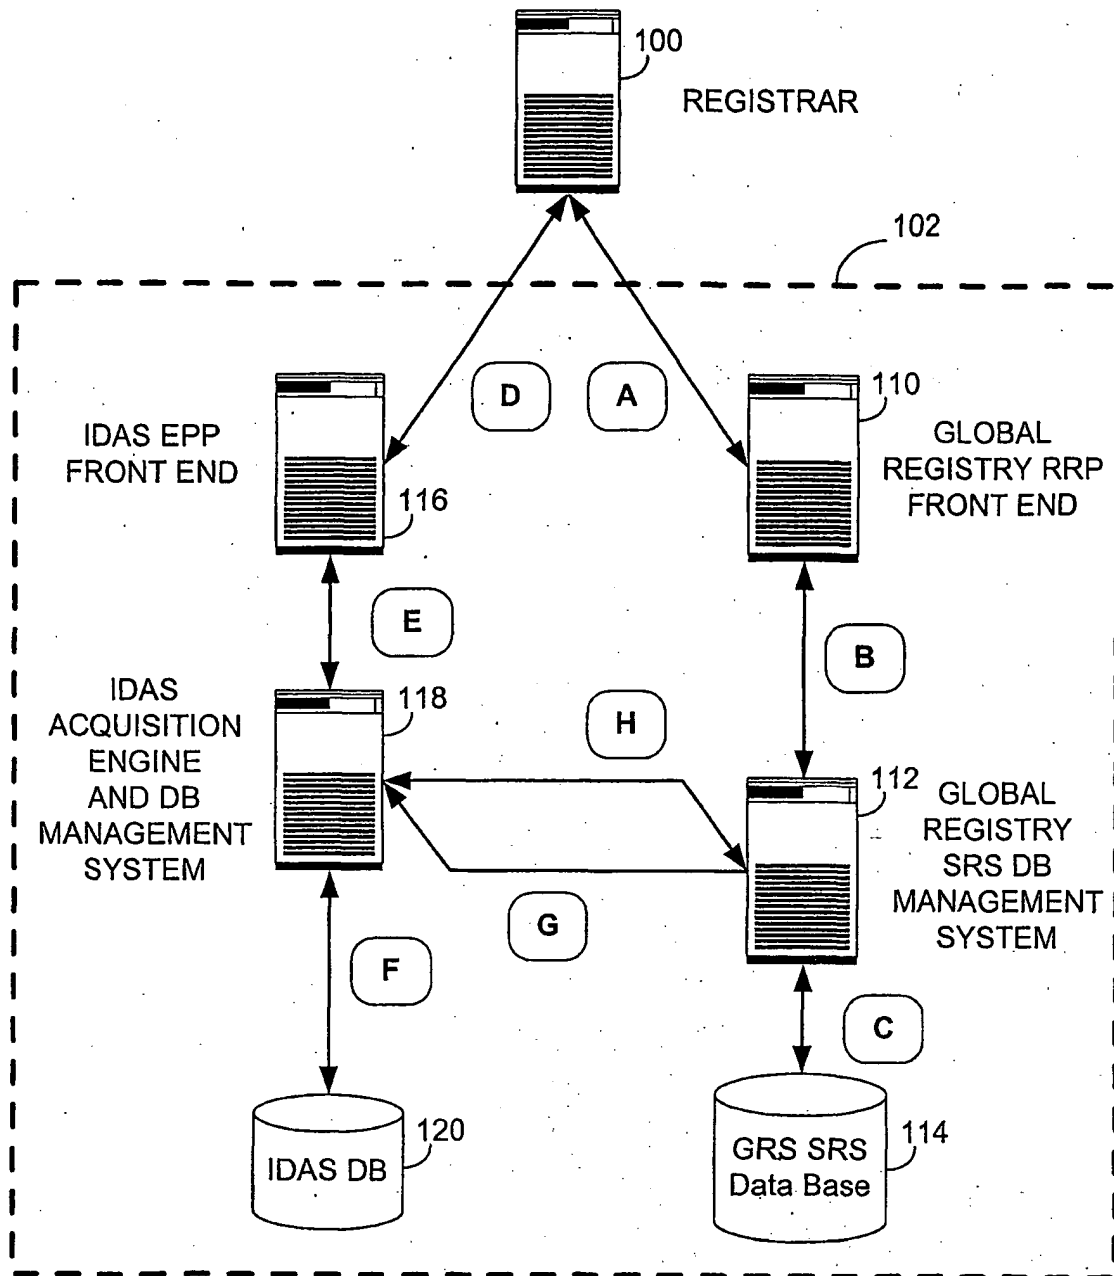 100
REGISTRAR
102
D
A
110
IDAS EPP
FRONT END
116
GLOBAL
REGISTRY RRP
FRONT END
E
B
IDAS
ACQUISITION
ENGINE
AND DB
MANAGEMENT
SYSTEM
118
H
112
GLOBAL
REGISTRY
SRS DB
MANAGEMENT
SYSTEM
G
F
C
120
IDAS DB
114
GRS SRS
Data Base